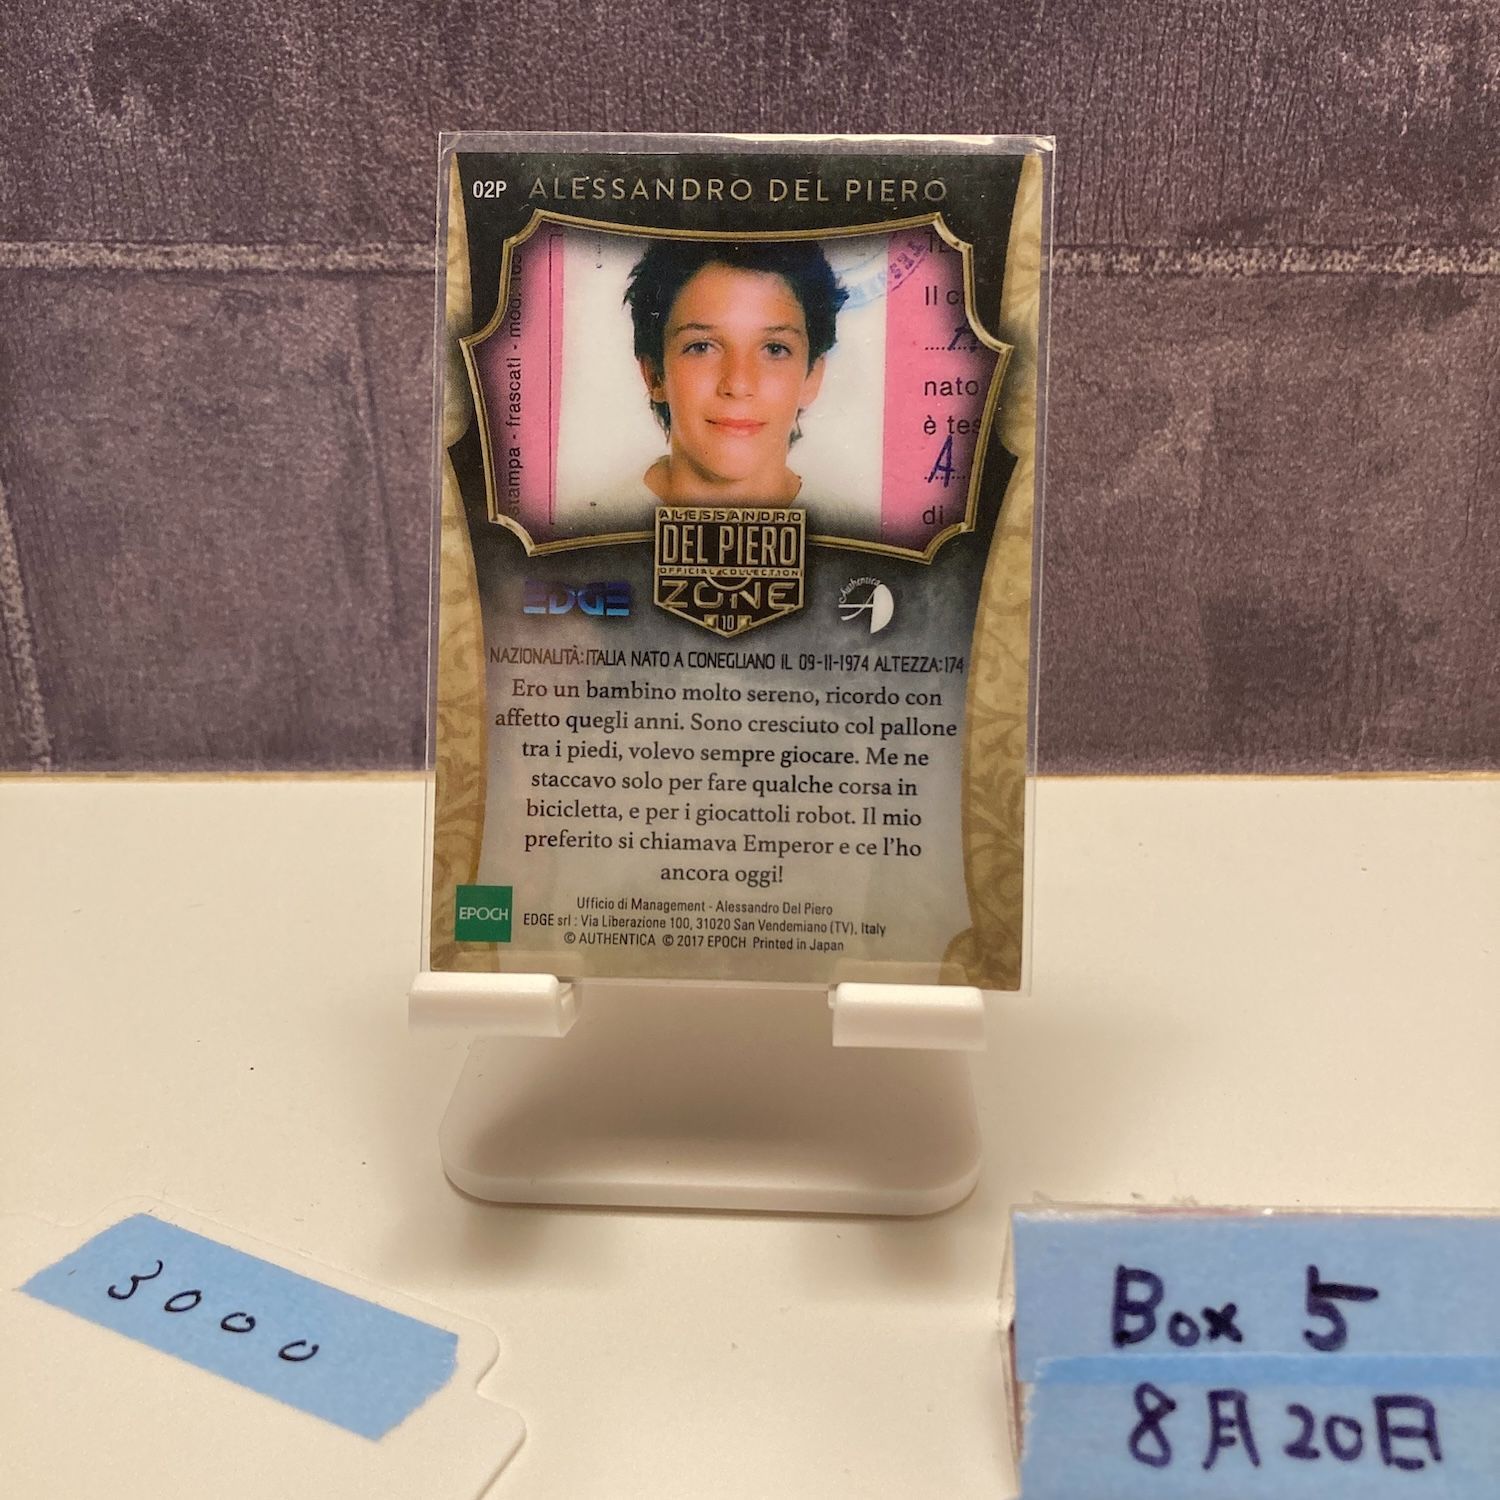 02P ALESSANDRO DEL PIERO
stampa - frascati - mod.
Il
nato
è tes
A
di
ALESSANDRO
DEL PIERO
OFFICIAL COLLECTION
ZONE
10
EDGE
Authentica
NAZIONALITÀ: ITALIA NATO A CONEGLIANO IL 09-11-1974 ALTEZZA:174
Ero un bambino molto sereno, ricordo con
affetto quegli anni. Sono cresciuto col pallone
tra i piedi, volevo sempre giocare. Me ne
staccavo solo per fare qualche corsa in
bicicletta, e per i giocattoli robot. Il mio
preferito si chiamava Emperor e ce l'ho
ancora oggi!
EPOCH
Ufficio di Management - Alessandro Del Piero
EDGE srl : Via Liberazione 100, 31020 San Vendemiano (TV), Italy
© AUTHENTICA © 2017 EPOCH Printed in Japan
3000
Box 5
8月20日